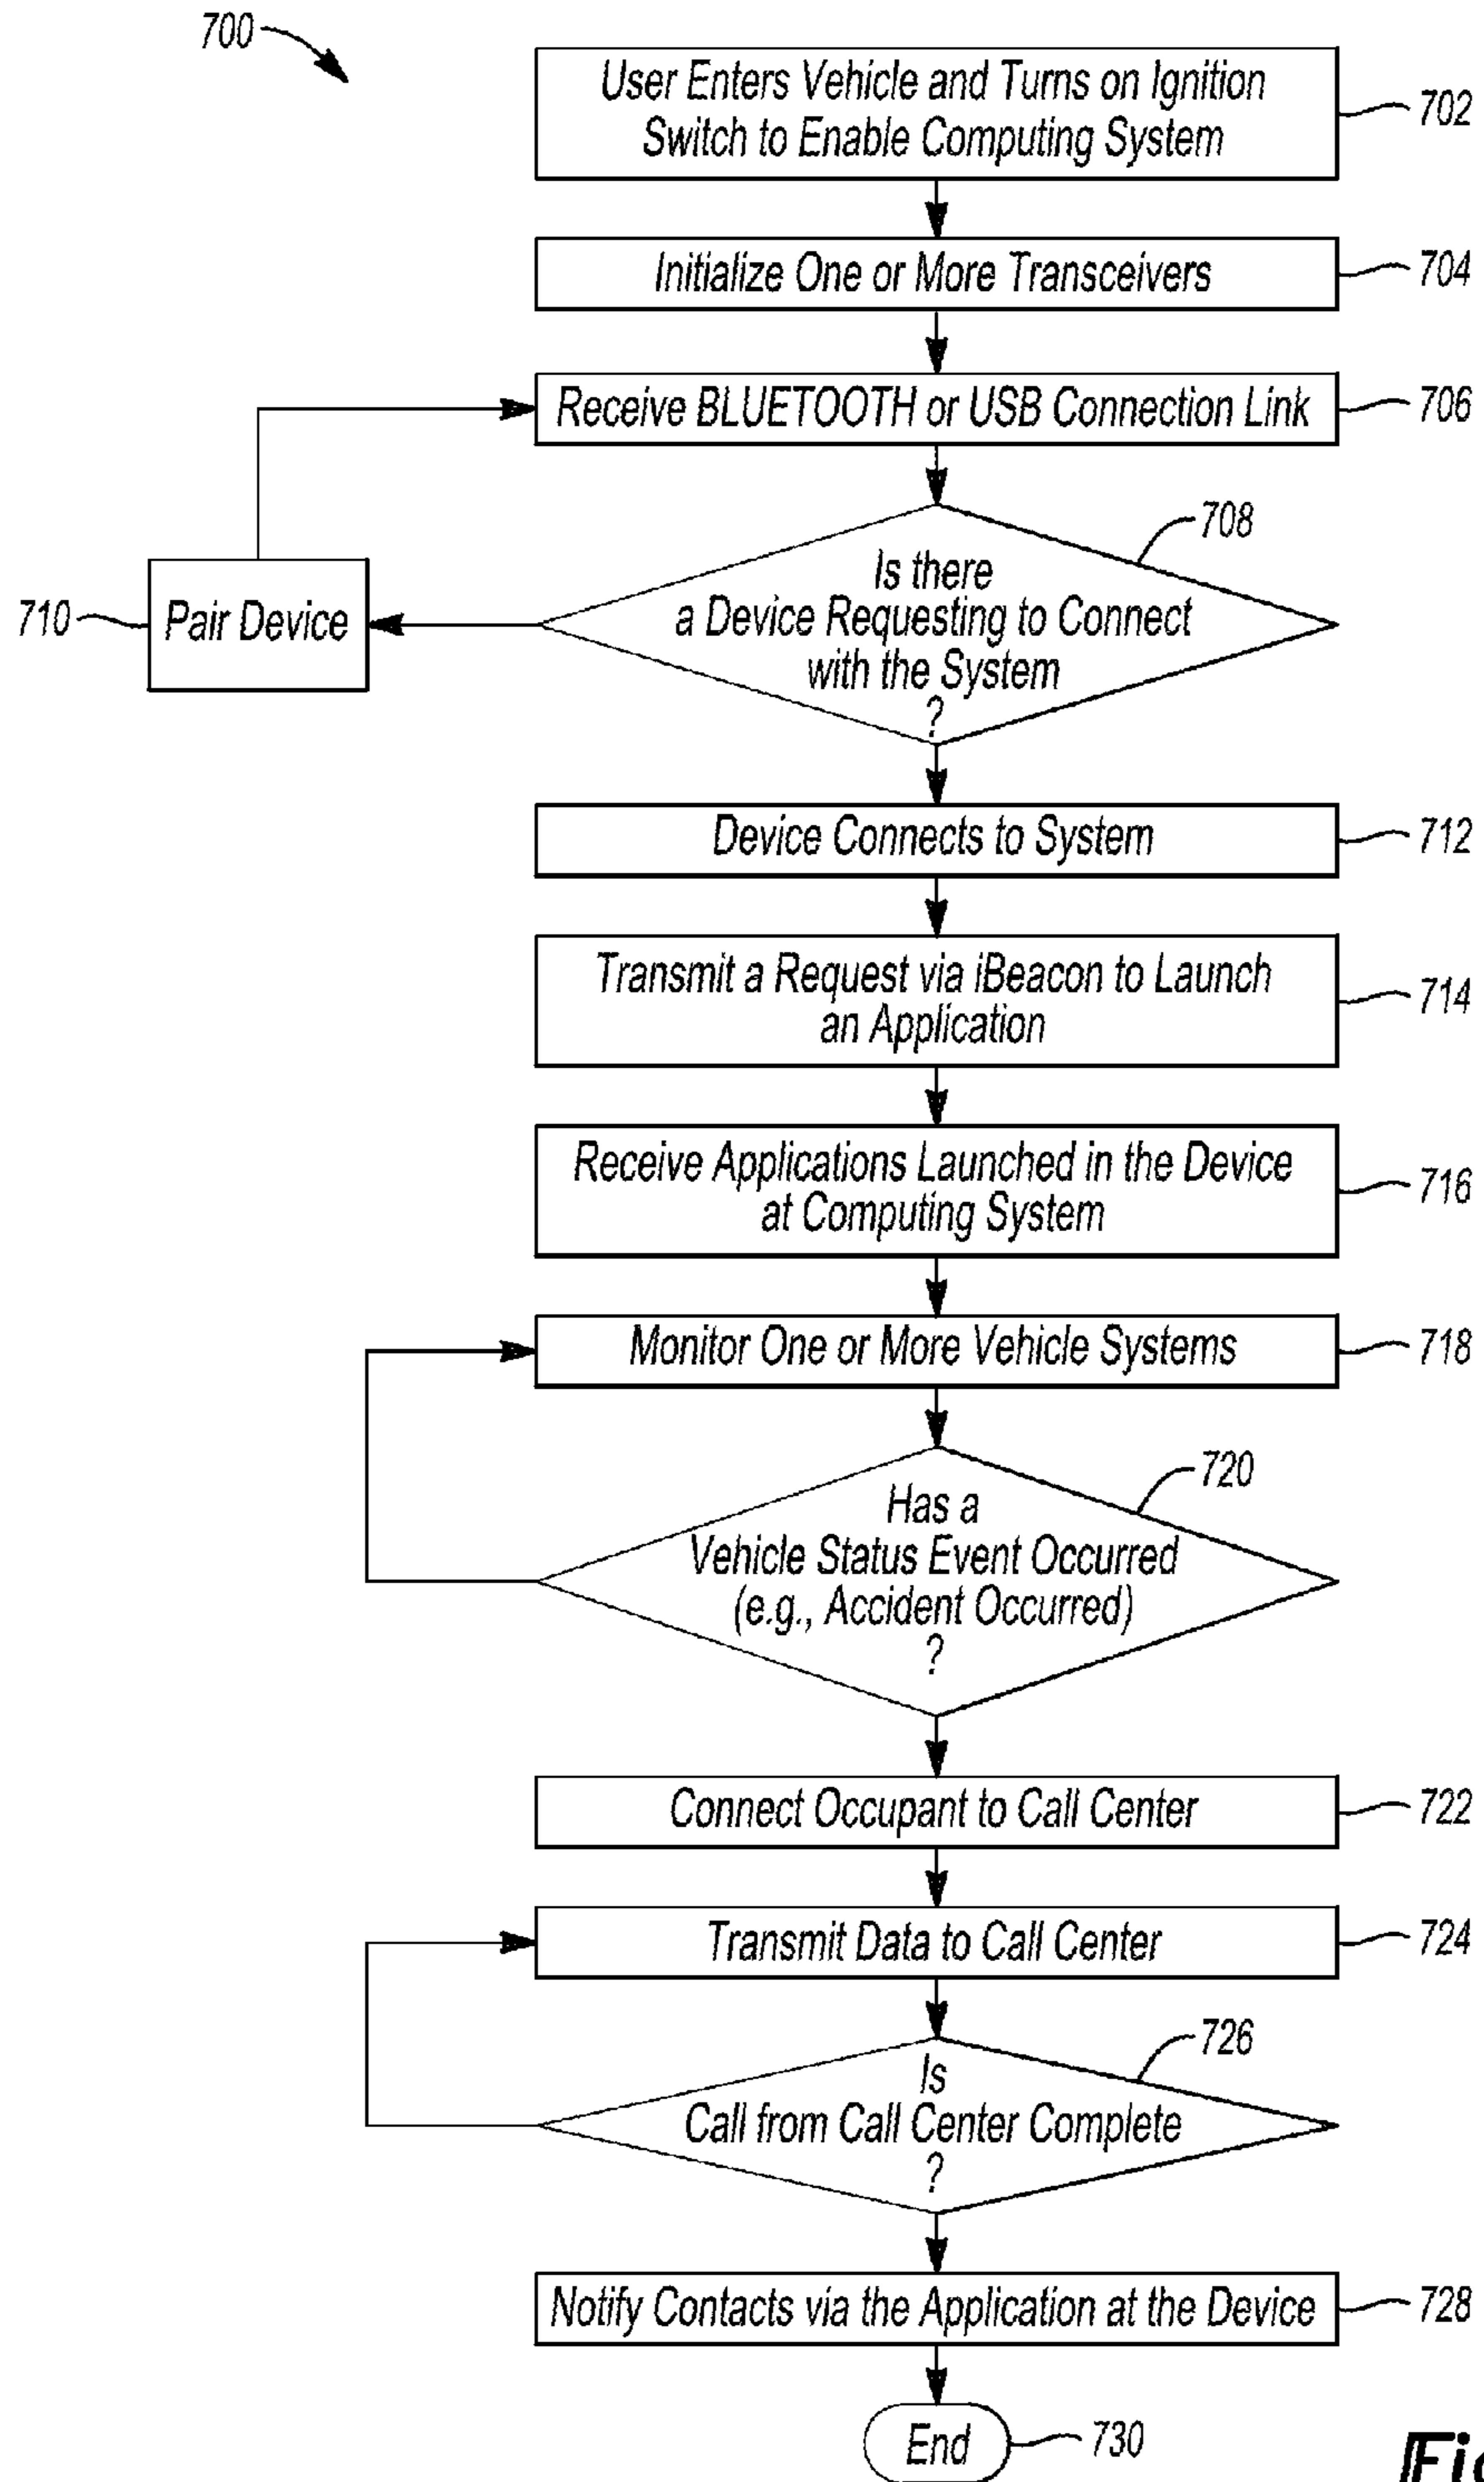 700
User Enters Vehicle and Turns on Ignition
Switch to Enable Computing System
702
Initialize One or More Transceivers
704
Receive BLUETOOTH or USB Connection Link
706
708
Is there
a Device Requesting to Connect
with the System
?
710
Pair Device
Device Connects to System
712
Transmit a Request via iBeacon to Launch
an Application
714
Receive Applications Launched in the Device
at Computing System
716
Monitor One or More Vehicle Systems
718
720
Has a
Vehicle Status Event Occurred
(e.g., Accident Occurred)
?
Connect Occupant to Call Center
722
Transmit Data to Call Center
724
726
Is
Call from Call Center Complete
?
Notify Contacts via the Application at the Device
728
End
730